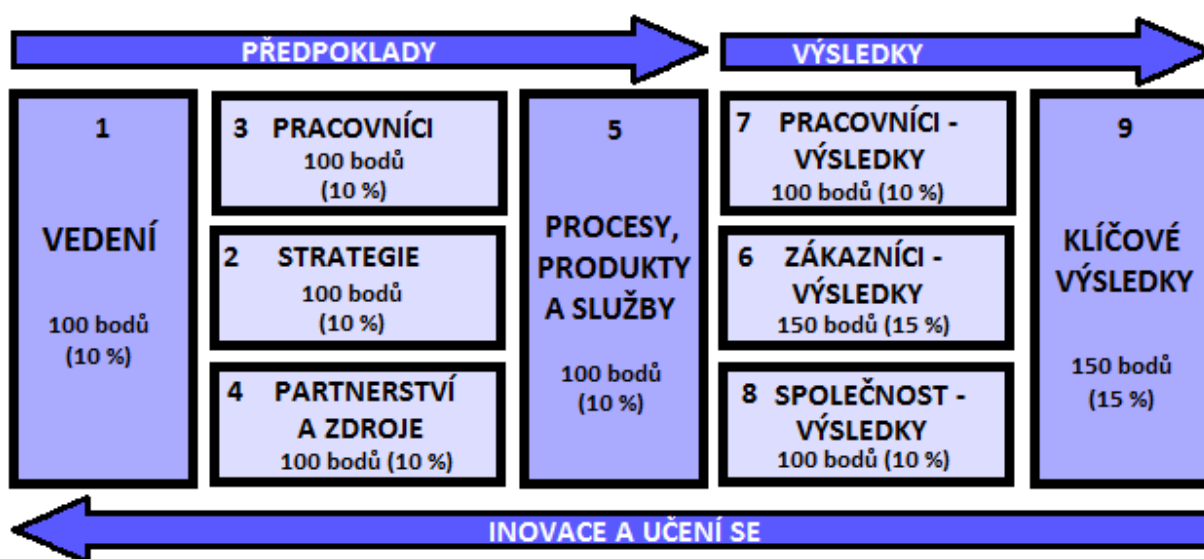 PŘEDPOKLADY
VÝSLEDKY
1
VEDENÍ
100 bodů
(10 %)
3 PRACOVNÍCI
100 bodů
(10 %)
2 STRATEGIE
100 bodů
(10 %)
4 PARTNERSTVÍ
A ZDROJE
100 bodů (10 %)
5
PROCESY,
PRODUKTY
A SLUŽBY
100 bodů
(10 %)
7 PRACOVNÍCI -
VÝSLEDKY
100 bodů (10 %)
6 ZÁKAZNÍCI -
VÝSLEDKY
150 bodů (15 %)
8 SPOLEČNOST -
VÝSLEDKY
100 bodů (10 %)
9
KLÍČOVÉ
VÝSLEDKY
150 bodů
(15 %)
INOVACE A UČENÍ SE